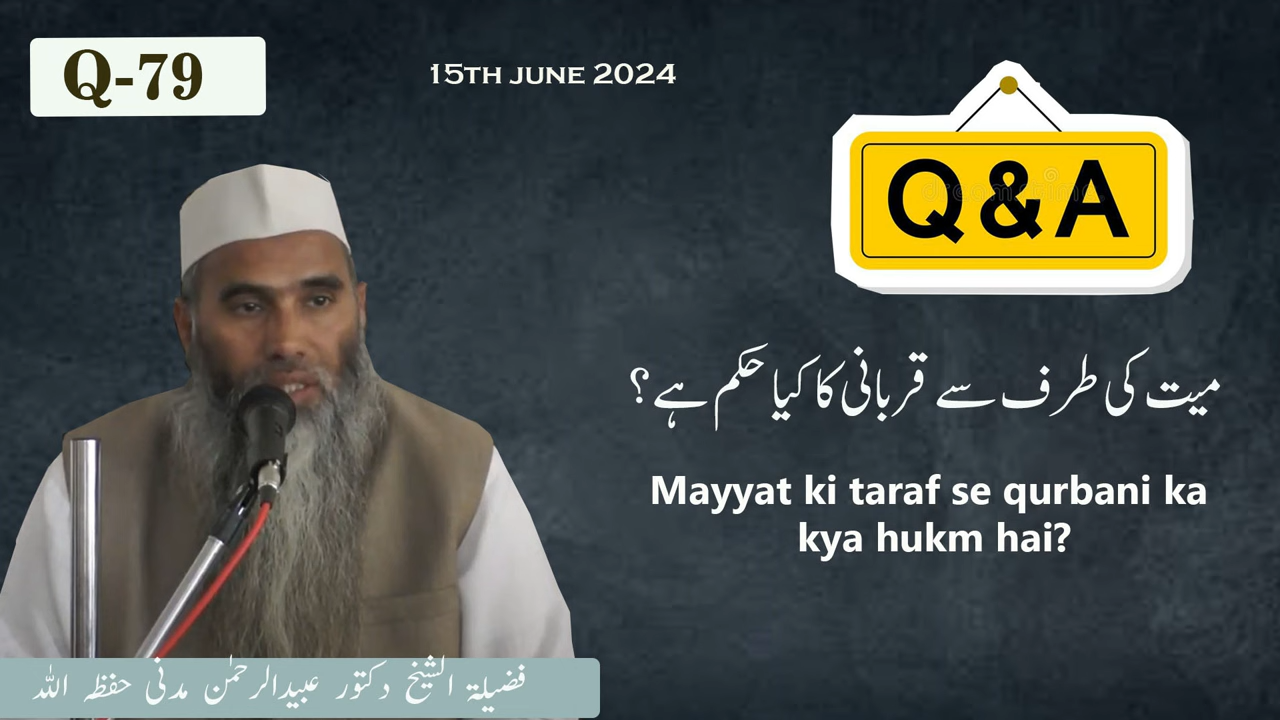 Q-79
15TH JUNE 2024
Q&A
میت کی طرف سے قربانی کا کیا حکم ہے؟
Mayyat ki taraf se qurbani ka
kya hukm hai?
فضیلۃ الشیخ دکتور عبیدالرحمٰن مدنی حفظہ اللہ